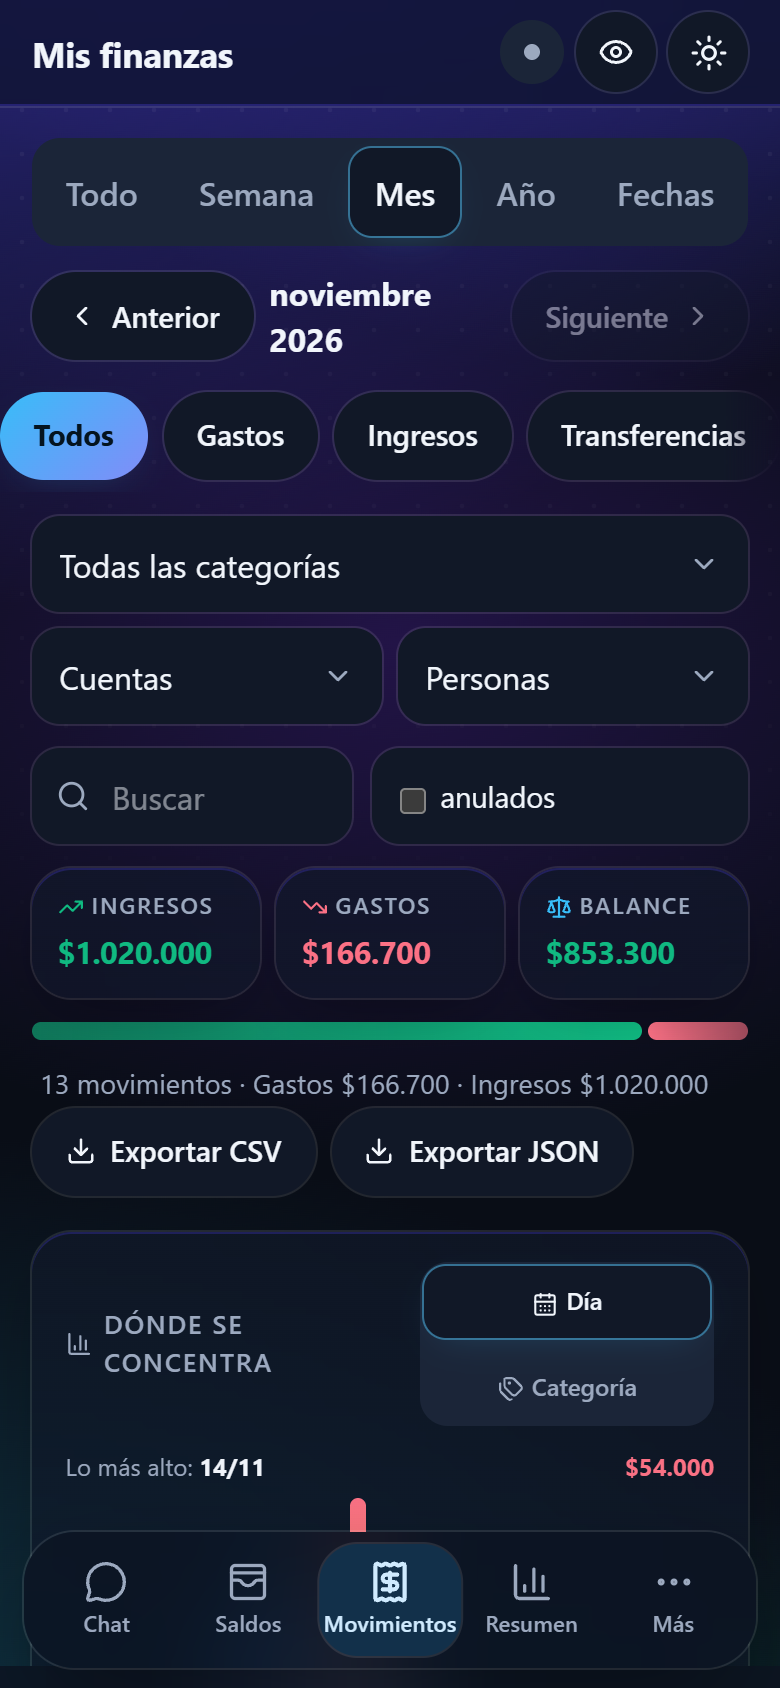 Mis finanzas
Todo Semana Mes Año Fechas
Anterior noviembre 2026 Siguiente
Todos Gastos Ingresos Transferencias
Todas las categorías
Cuentas Personas
Buscar anulados
INGRESOS GASTOS BALANCE
$1.020.000 $166.700 $853.300
13 movimientos · Gastos $166.700 · Ingresos $1.020.000
Exportar CSV Exportar JSON
DÓNDE SE CONCENTRA
Día
Categoría
Lo más alto: 14/11 $54.000
Chat Saldos Movimientos Resumen Más